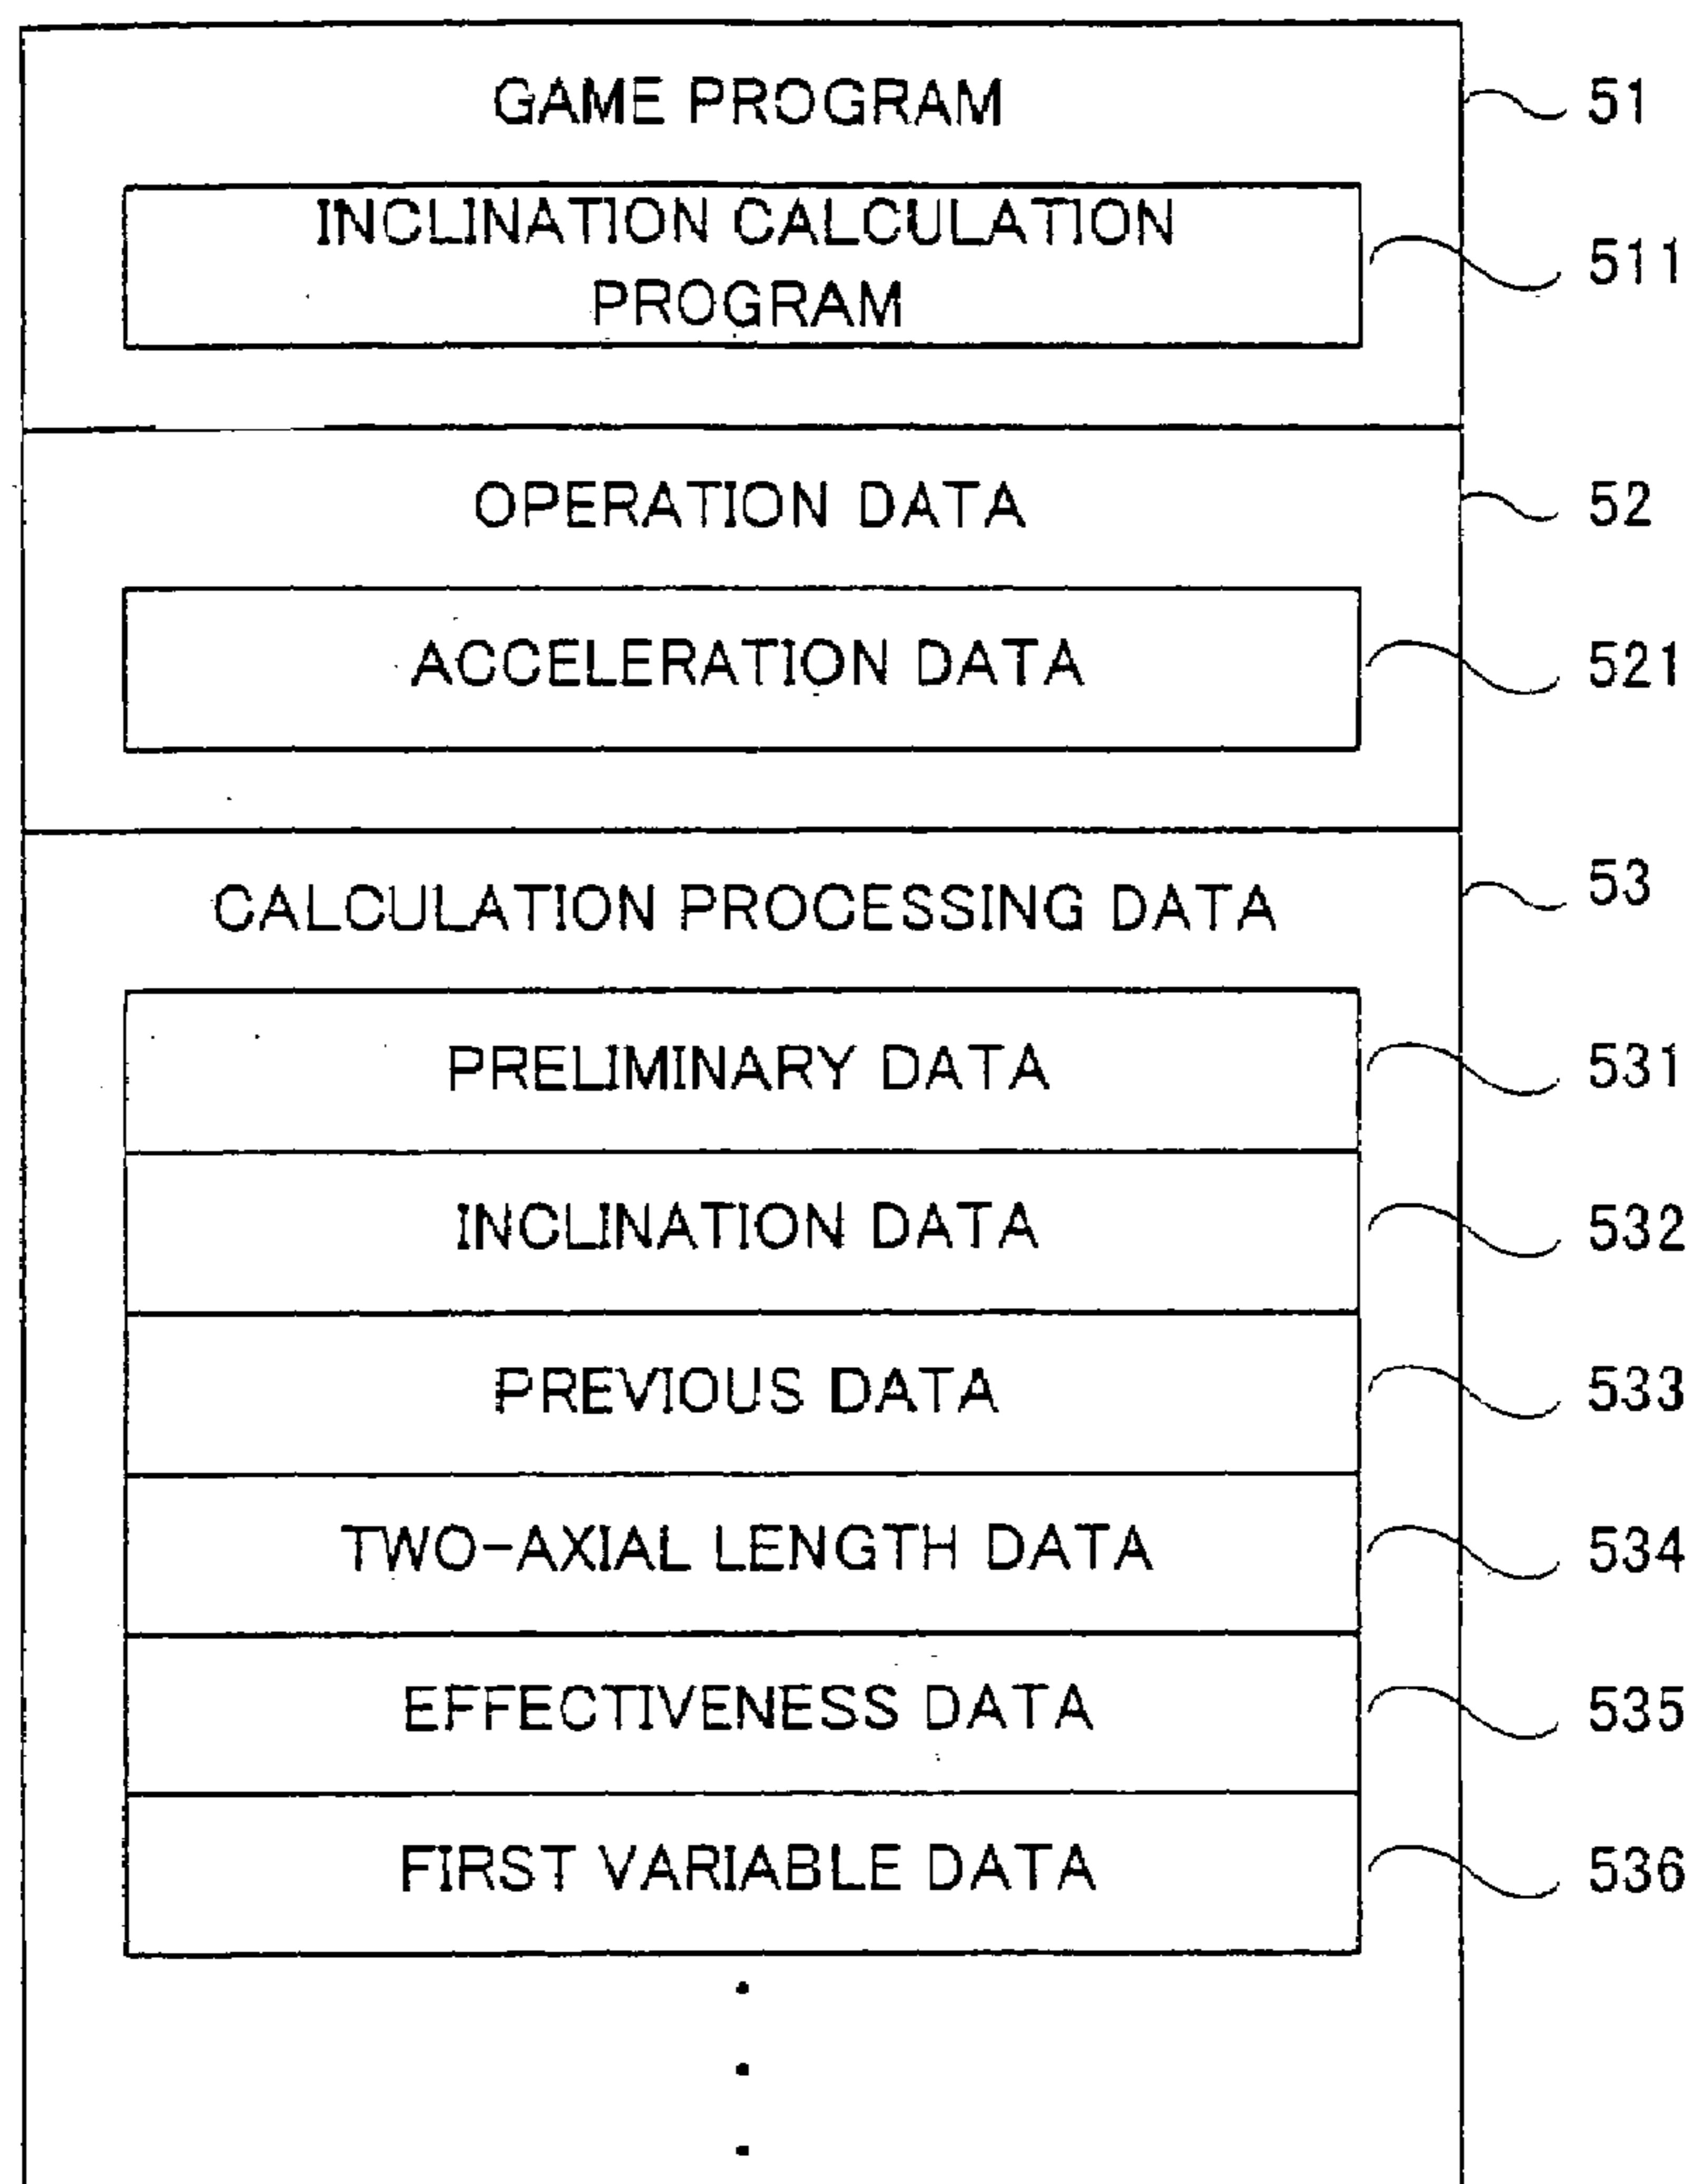 GAME PROGRAM 51
INCLINATION CALCULATION
PROGRAM 511
OPERATION DATA 52
ACCELERATION DATA 521
CALCULATION PROCESSING DATA 53
PRELIMINARY DATA 531
INCLINATION DATA 532
PREVIOUS DATA 533
TWO-AXIAL LENGTH DATA 534
EFFECTIVENESS DATA 535
FIRST VARIABLE DATA 536